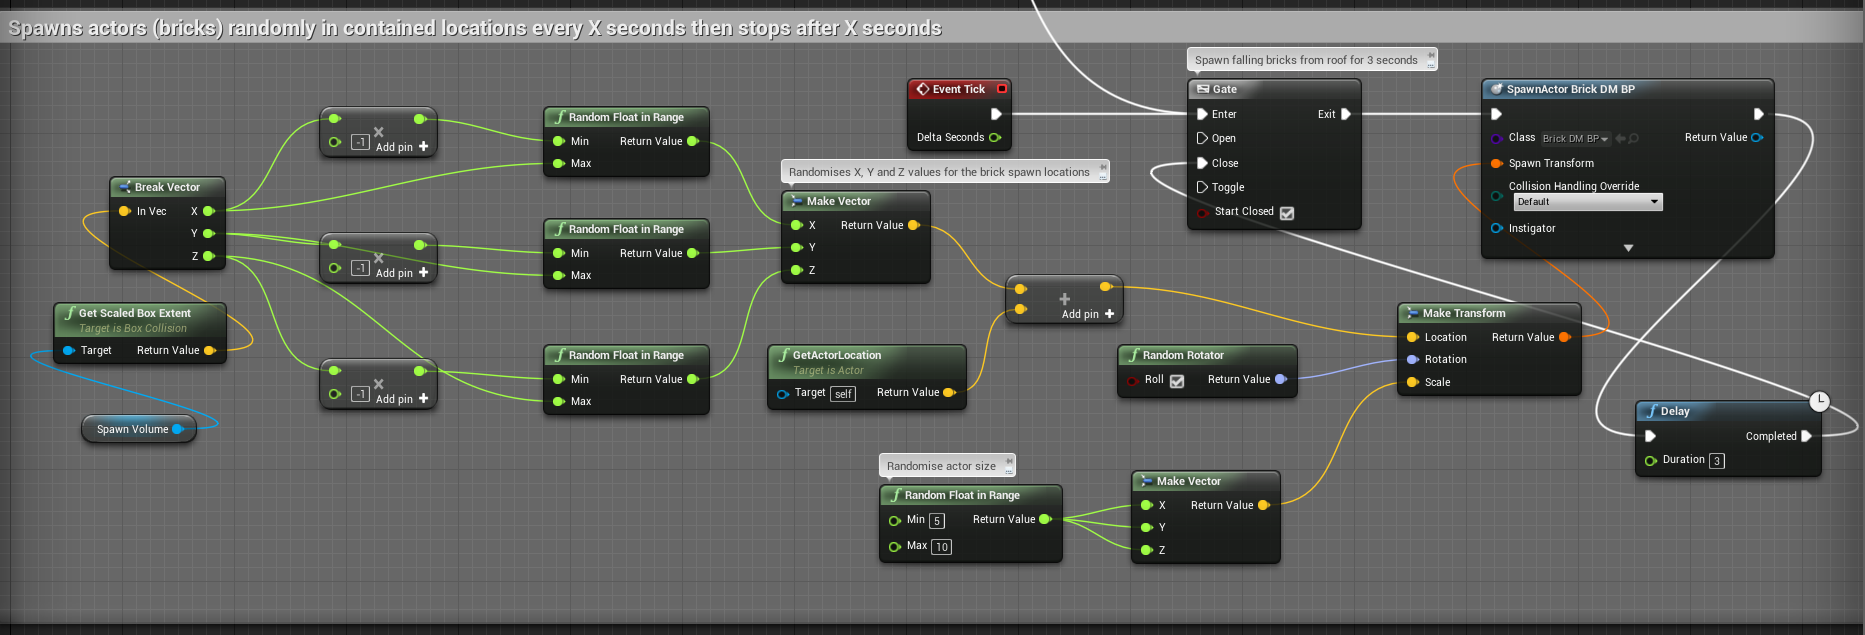 Spawns actors (bricks) randomly in contained locations every X seconds then stops after X seconds
Spawn falling bricks from roof for 3 seconds
Event Tick
Delta Seconds
Gate
Enter
Exit
Open
Close
Toggle
Start Closed
SpawnActor Brick DM BP
Class
Brick DM BP
Return Value
Spawn Transform
Collision Handling Override
Default
Instigator
-1
Add pin
f Random Float in Range
Min
Return Value
Max
Break Vector
In Vec
X
Y
Z
Randomises X, Y and Z values for the brick spawn locations
Make Vector
X
Return Value
Y
Z
f Random Float in Range
Min
Return Value
Max
-1
Add pin
f Get Scaled Box Extent
Target is Box Collision
Target
Return Value
Spawn Volume
-1
Add pin
f Random Float in Range
Min
Return Value
Max
Add pin
f GetActorLocation
Target is Actor
Target
self
Return Value
f Random Rotator
Roll
Return Value
Make Transform
Location
Return Value
Rotation
Scale
f Delay
Completed
Duration
3
Randomise actor size
f Random Float in Range
Min
5
Return Value
Max
10
Make Vector
X
Return Value
Y
Z